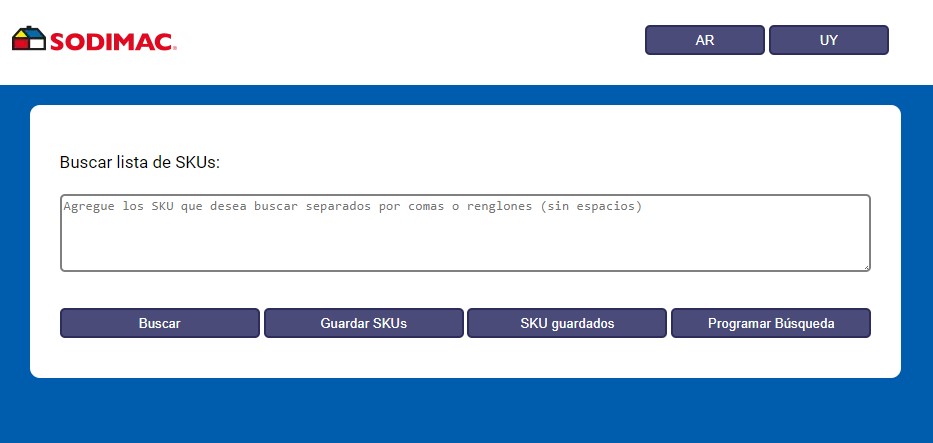 SODIMAC
AR
UY
Buscar lista de SKUs:
Agregue los SKU que desea buscar separados por comas o renglones (sin espacios)
Buscar
Guardar SKUs
SKU guardados
Programar Búsqueda